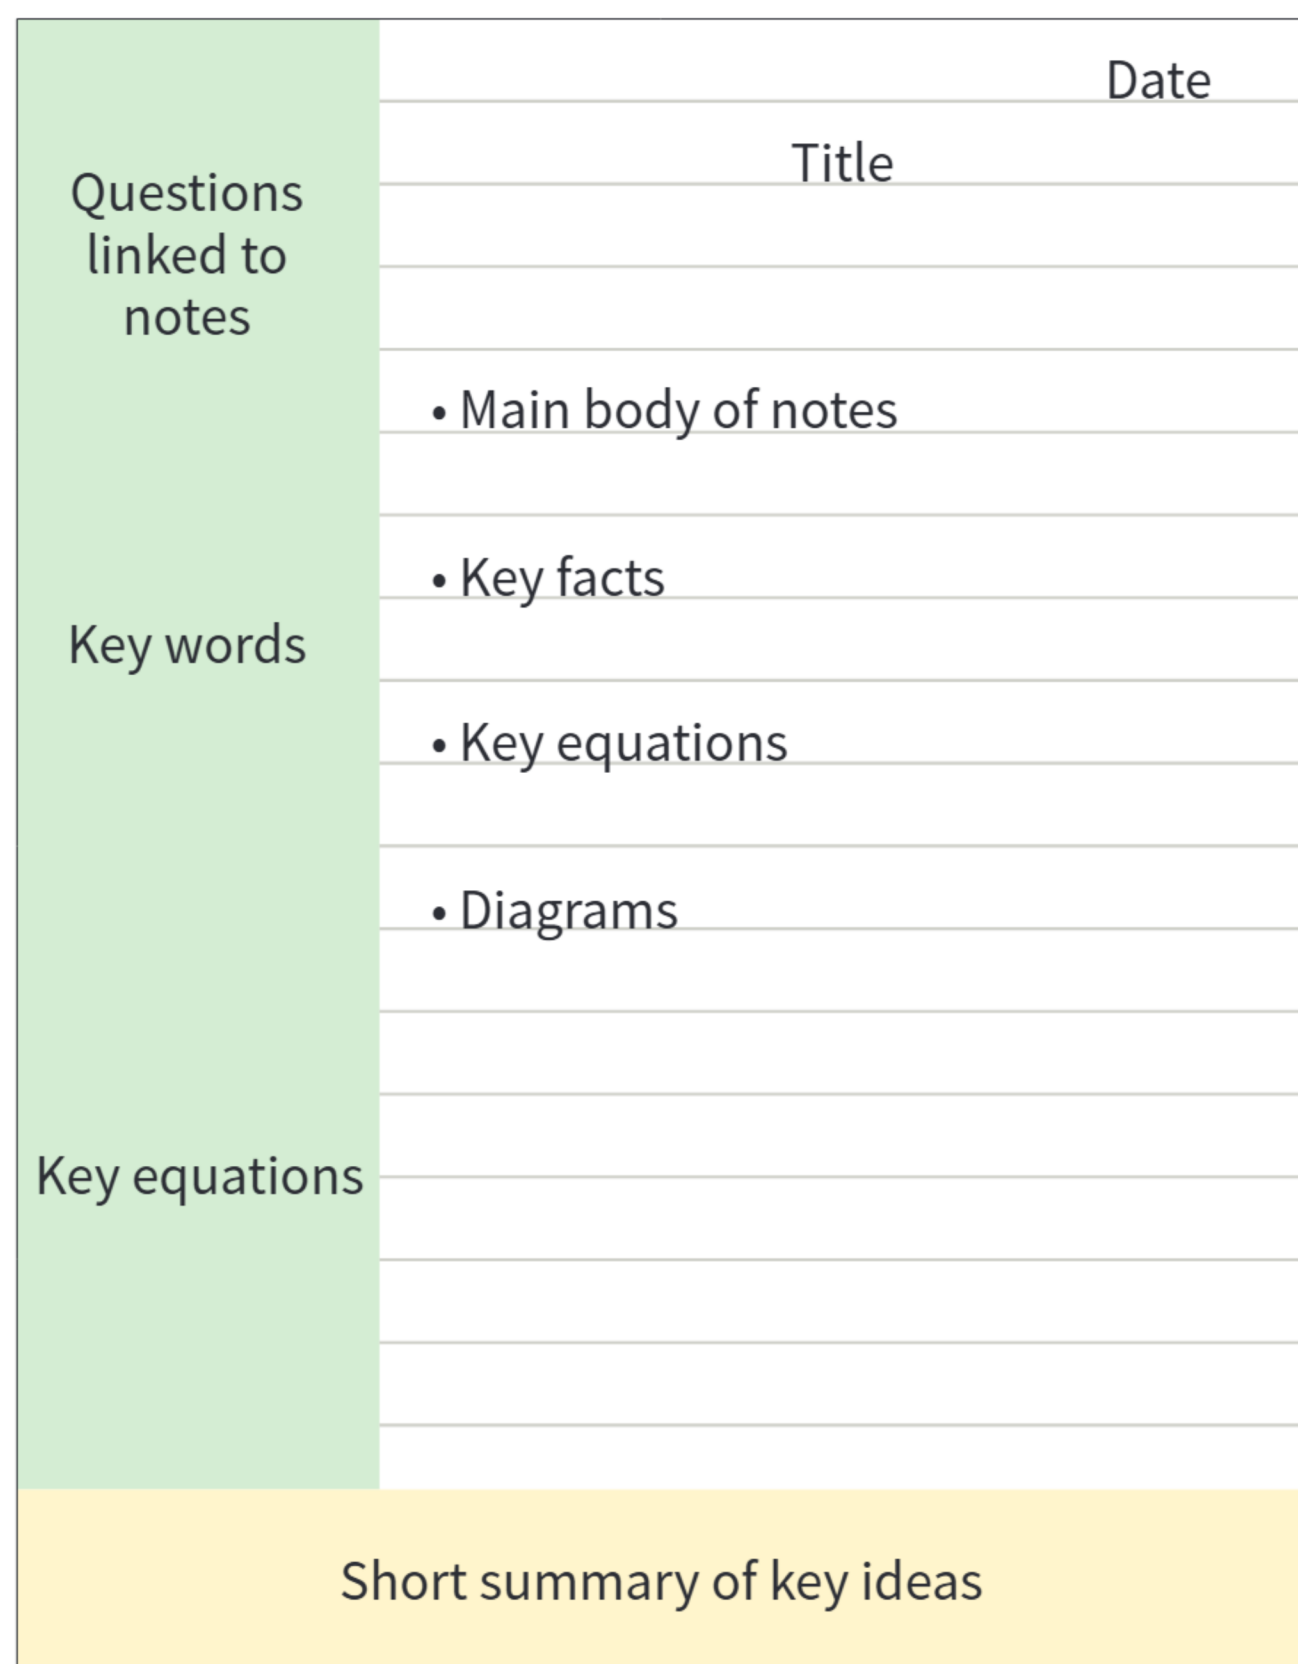 Date
Title
Questions
linked to
notes
• Main body of notes
• Key facts
Key words
• Key equations
• Diagrams
Key equations
Short summary of key ideas